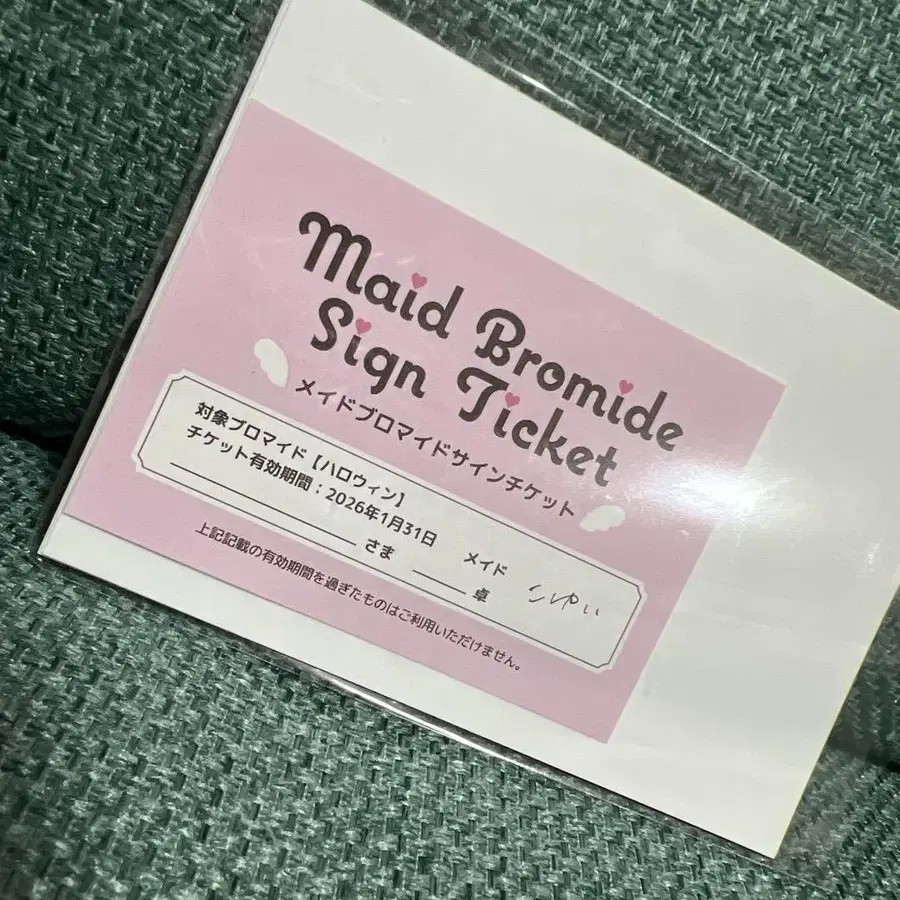 Maid Bromide
Sign Ticket
メイドブロマイドサインチケット
対象ブロマイド【ハロウィン】
チケット有効期間：2026年1月31日
さま 卓 メイド こゆい
上記記載の有効期間を過ぎたものはご利用いただけません。